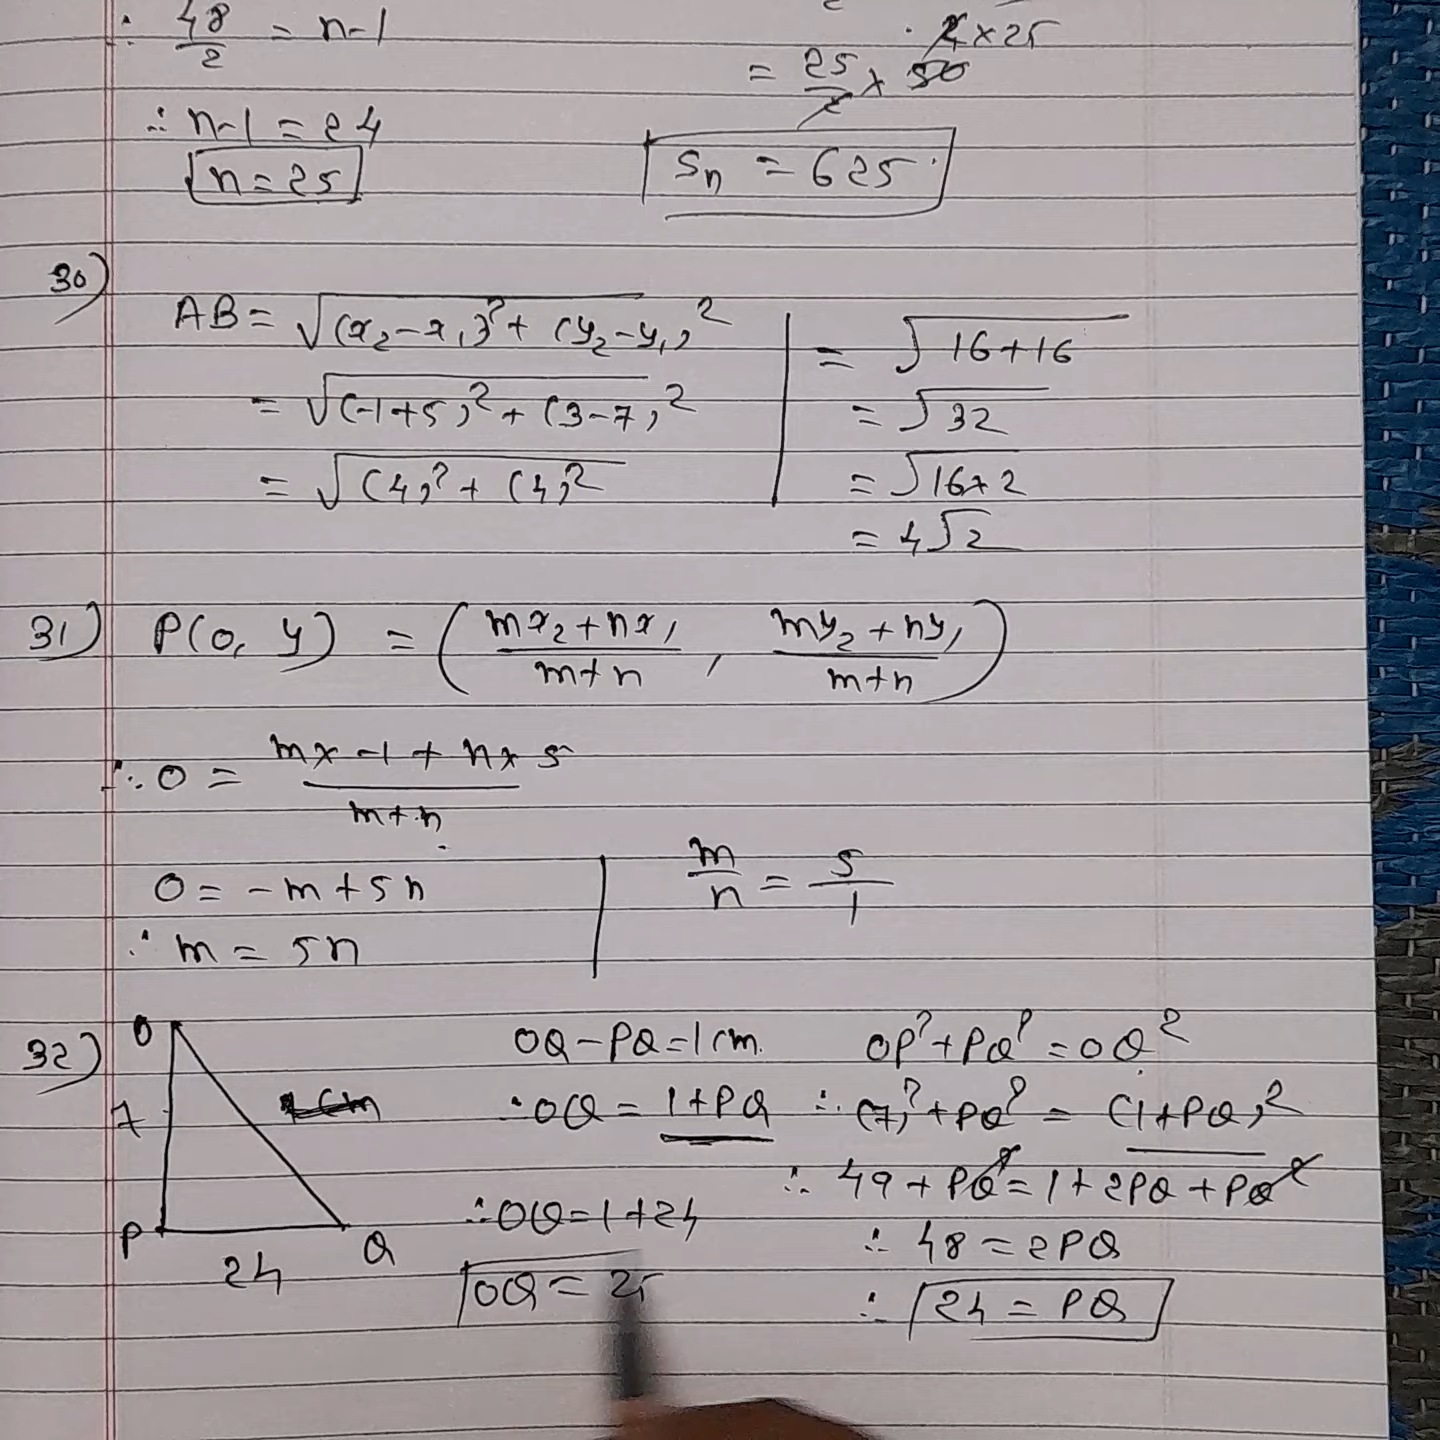 ∴ 48/2 = n-1
∴ n-1 = 24
n = 25
2 × 25
= 25/2 × 50
Sn = 625
30)
AB = √(x₂-x₁)² + (y₂-y₁)²
= √(-1+5)² + (3-7)²
= √(4)² + (4)²
= √16+16
= √32
= √16×2
= 4√2
31) P(0, y) = (mx₂+nx₁/m+n, my₂+ny₁/m+n)
∴ 0 = m×-1 + n×5/m+n
0 = -m+5n
∴ m = 5n
m/n = 5/1
32)
O
7
P
24
Q
OQ-PQ=1cm.
∴OQ = 1+PQ
∴OQ=1+24
OQ = 25
OP²+PQ² = OQ²
∴ (7)²+PQ² = (1+PQ)²
∴ 49+PQ² = 1+2PQ+PQ²
∴ 48 = 2PQ
∴ 24 = PQ